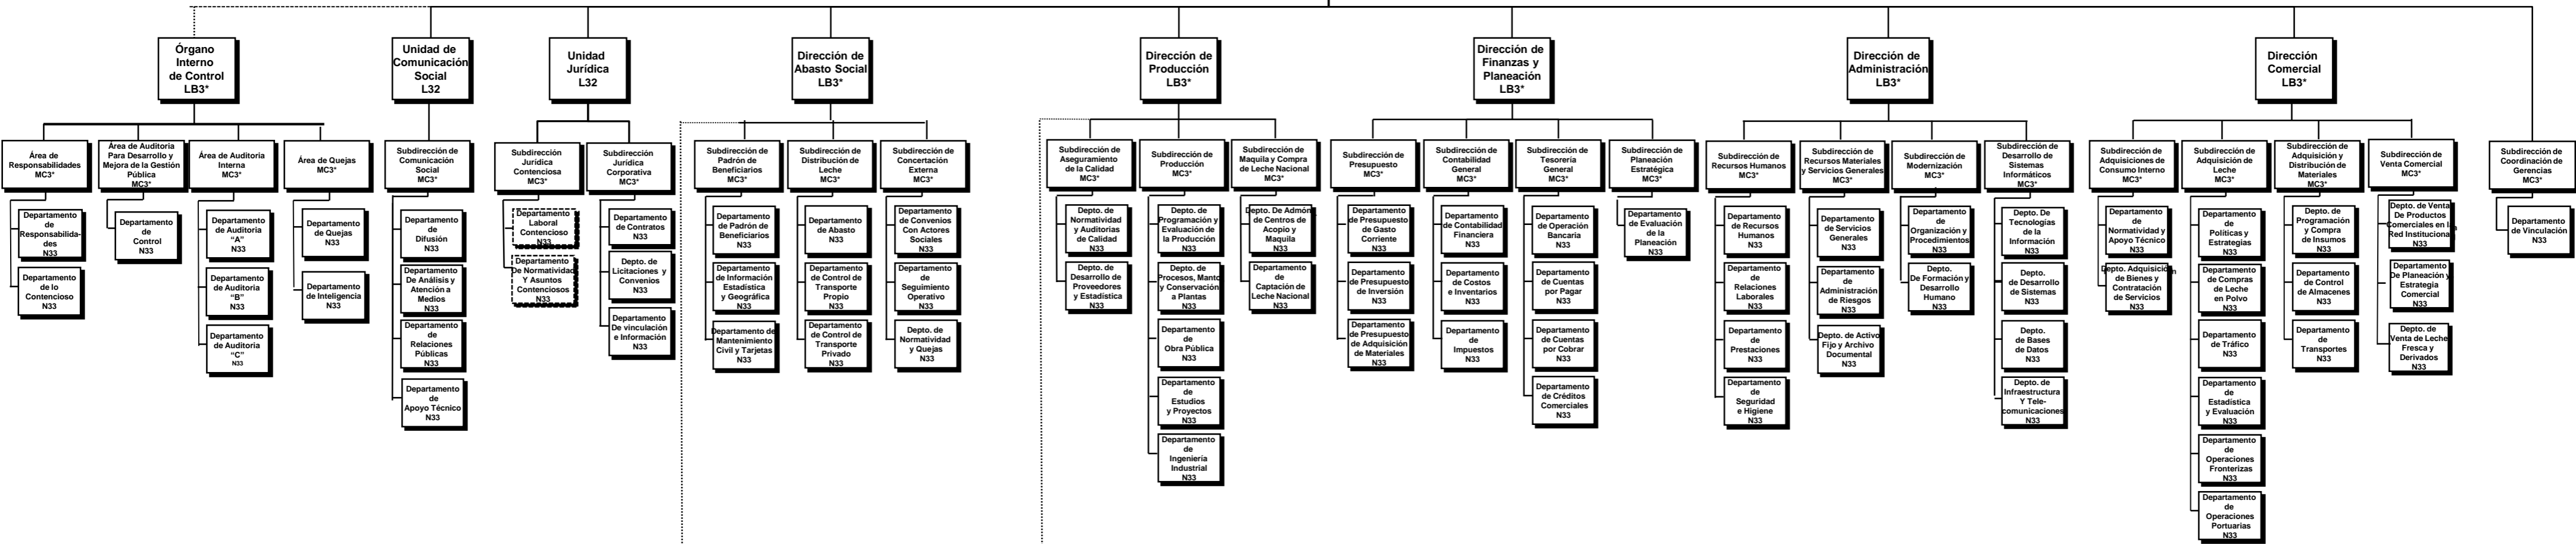 Órgano
Interno
de Control
LB3*
Unidad de
Comunicación
Social
L32
Unidad
Jurídica
L32
Dirección de
Abasto Social
LB3*
Dirección de
Producción
LB3*
Dirección de
Finanzas y
Planeación
LB3*
Dirección de
Administración
LB3*
Dirección
Comercial
LB3*
Área de
Responsabilidades
MC3*
Área de Auditoria
Para Desarrollo y
Mejora de la Gestión
Pública
MC3*
Área de Auditoria
Interna
MC3*
Área de Quejas
MC3*
Subdirección de
Comunicación
Social
MC3*
Subdirección
Jurídica
Contenciosa
MC3*
Subdirección
Jurídica
Corporativa
MC3*
Subdirección de
Padrón de
Beneficiarios
MC3*
Subdirección de
Distribución de
Leche
MC3*
Subdirección de
Concertación
Externa
MC3*
Subdirección de
Aseguramiento
de la Calidad
MC3*
Subdirección de
Producción
MC3*
Subdirección de
Maquila y Compra
de Leche Nacional
MC3*
Subdirección de
Presupuesto
MC3*
Subdirección de
Contabilidad
General
MC3*
Subdirección de
Tesorería
General
MC3*
Subdirección de
Planeación
Estratégica
MC3*
Subdirección de
Recursos Humanos
MC3*
Subdirección de
Recursos Materiales
y Servicios Generales
MC3*
Subdirección de
Modernización
MC3*
Subdirección de
Desarrollo de
Sistemas
Informáticos
MC3*
Subdirección de
Adquisiciones de
Consumo Interno
MC3*
Subdirección de
Adquisición de
Leche
MC3*
Subdirección de
Adquisición y
Distribución de
Materiales
MC3*
Subdirección de
Venta Comercial
MC3*
Subdirección de
Coordinación de
Gerencias
MC3*
Departamento
de
Responsabilida-
des
N33
Departamento
de lo
Contencioso
N33
Departamento
de
Control
N33
Departamento
de Auditoria
“A”
N33
Departamento
de Auditoria
“B”
N33
Departamento
de Auditoria
“C”
N33
Departamento
de Quejas
N33
Departamento
de Inteligencia
N33
Departamento
de
Difusión
N33
Departamento
De Análisis y
Atención a
Medios
N33
Departamento
de
Relaciones
Públicas
N33
Departamento
de
Apoyo Técnico
N33
Departamento
Laboral
Contencioso
N33
Departamento
De Normatividad
Y Asuntos
Contenciosos
N33
Departamento
de Contratos
N33
Depto. de
Licitaciones y
Convenios
N33
Departamento
De vinculación
e Información
N33
Departamento
de Padrón de
Beneficiarios
N33
Departamento
de Información
Estadística
y Geográfica
N33
Departamento de
Mantenimiento
Civil y Tarjetas
N33
Departamento
de Abasto
N33
Departamento
de Control de
Transporte
Propio
N33
Departamento
de Control de
Transporte
Privado
N33
Departamento
de Convenios
Con Actores
Sociales
N33
Departamento
de
Seguimiento
Operativo
N33
Depto. de
Normatividad
y Quejas
N33
Depto. de
Normatividad
y Auditorias
de Calidad
N33
Depto. de
Desarrollo de
Proveedores
y Estadística
N33
Depto. de
Programación y
Evaluación de
la Producción
N33
Depto. de
Procesos, Manto
y Conservación
a Plantas
N33
Departamento
de
Obra Pública
N33
Departamento
de
Estudios
y Proyectos
N33
Departamento
de
Ingeniería
Industrial
N33
Depto. De Admón
de Centros de
Acopio y
Maquila
N33
Departamento
de
Captación de
Leche Nacional
N33
Departamento
de Presupuesto
de Gasto
Corriente
N33
Departamento
de Presupuesto
de Inversión
N33
Departamento
de Presupuesto
de Adquisición
de Materiales
N33
Departamento
de Contabilidad
Financiera
N33
Departamento
de Costos
e Inventarios
N33
Departamento
de
Impuestos
N33
Departamento
de Operación
Bancaria
N33
Departamento
de Cuentas
por Pagar
N33
Departamento
de Cuentas
por Cobrar
N33
Departamento
de Créditos
Comerciales
N33
Departamento
de Evaluación
de la
Planeación
N33
Departamento
de Recursos
Humanos
N33
Departamento
de
Relaciones
Laborales
N33
Departamento
de
Prestaciones
N33
Departamento
de
Seguridad
e Higiene
N33
Departamento
de Servicios
Generales
N33
Departamento
de
Administración
de Riesgos
N33
Depto. de Activo
Fijo y Archivo
Documental
N33
Departamento
de
Organización y
Procedimientos
N33
Depto.
De Formación y
Desarrollo
Humano
N33
Depto. De
Tecnologías
de la
Información
N33
Depto.
de Desarrollo
de Sistemas
N33
Depto.
de Bases
de Datos
N33
Depto. de
Infraestructura
Y Tele-
comunicaciones
N33
Departamento
de
Normatividad y
Apoyo Técnico
N33
Depto. Adquisición
de Bienes y
Contratación
de Servicios
N33
Departamento
de
Políticas y
Estrategias
N33
Departamento
de Compras
de Leche
en Polvo
N33
Departamento
de Tráfico
N33
Departamento
de
Estadística
y Evaluación
N33
Departamento
de
Operaciones
Fronterizas
N33
Departamento
de
Operaciones
Portuarias
N33
Depto. de
Programación
y Compra
de Insumos
N33
Departamento
de Control
de Almacenes
N33
Departamento
de
Transportes
N33
Depto. de Venta
De Productos
Comerciales en la
Red Institucional
N33
Departamento
De Planeación y
Estrategia
Comercial
N33
Depto. de
Venta de Leche
Fresca y
Derivados
N33
Departamento
de Vinculación
N33